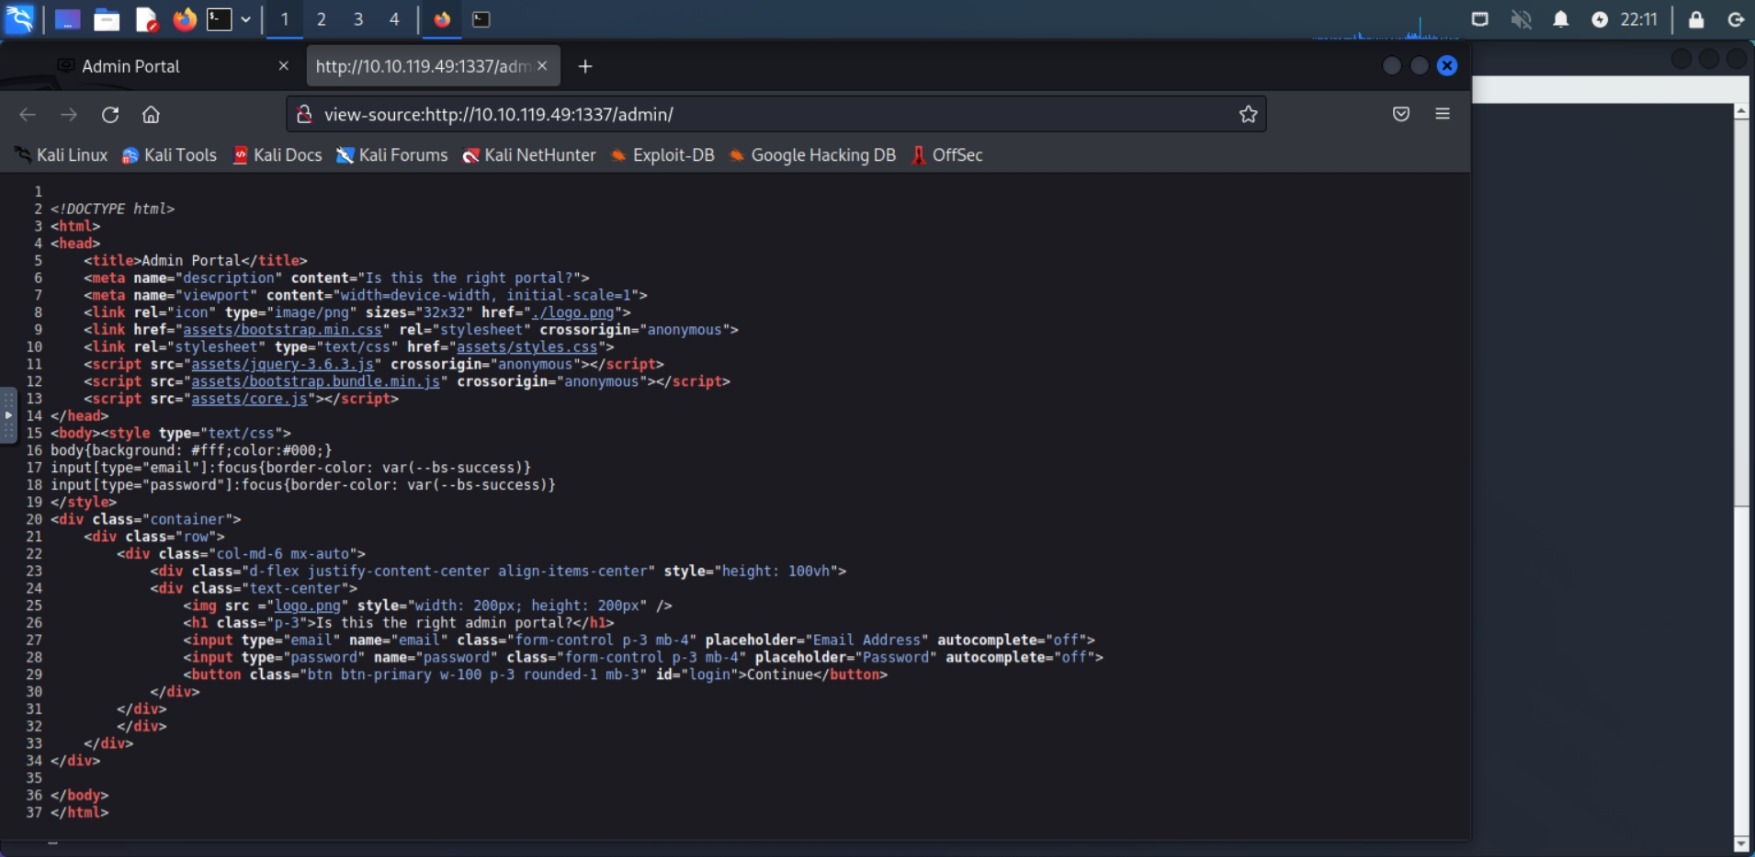 1 2 3 4 22:11
Admin Portal × http://10.10.119.49:1337/adm × +
view-source:http://10.10.119.49:1337/admin/
Kali Linux Kali Tools Kali Docs Kali Forums Kali NetHunter Exploit-DB Google Hacking DB OffSec
1
2 <!DOCTYPE html>
3 <html>
4 <head>
5     <title>Admin Portal</title>
6     <meta name="description" content="Is this the right portal?">
7     <meta name="viewport" content="width=device-width, initial-scale=1">
8     <link rel="icon" type="image/png" sizes="32x32" href="./logo.png">
9     <link href="assets/bootstrap.min.css" rel="stylesheet" crossorigin="anonymous">
10     <link rel="stylesheet" type="text/css" href="assets/styles.css">
11     <script src="assets/jquery-3.6.3.js" crossorigin="anonymous"></script>
12     <script src="assets/bootstrap.bundle.min.js" crossorigin="anonymous"></script>
13     <script src="assets/core.js"></script>
14 </head>
15 <body><style type="text/css">
16 body{background: #fff;color:#000;}
17 input[type="email"]:focus{border-color: var(--bs-success)}
18 input[type="password"]:focus{border-color: var(--bs-success)}
19 </style>
20 <div class="container">
21     <div class="row">
22         <div class="col-md-6 mx-auto">
23             <div class="d-flex justify-content-center align-items-center" style="height: 100vh">
24             <div class="text-center">
25                 <img src ="logo.png" style="width: 200px; height: 200px" />
26                 <h1 class="p-3">Is this the right admin portal?</h1>
27                 <input type="email" name="email" class="form-control p-3 mb-4" placeholder="Email Address" autocomplete="off">
28                 <input type="password" name="password" class="form-control p-3 mb-4" placeholder="Password" autocomplete="off">
29                 <button class="btn btn-primary w-100 p-3 rounded-1 mb-3" id="login">Continue</button>
30             </div>
31         </div>
32         </div>
33     </div>
34 </div>
35
36 </body>
37 </html>